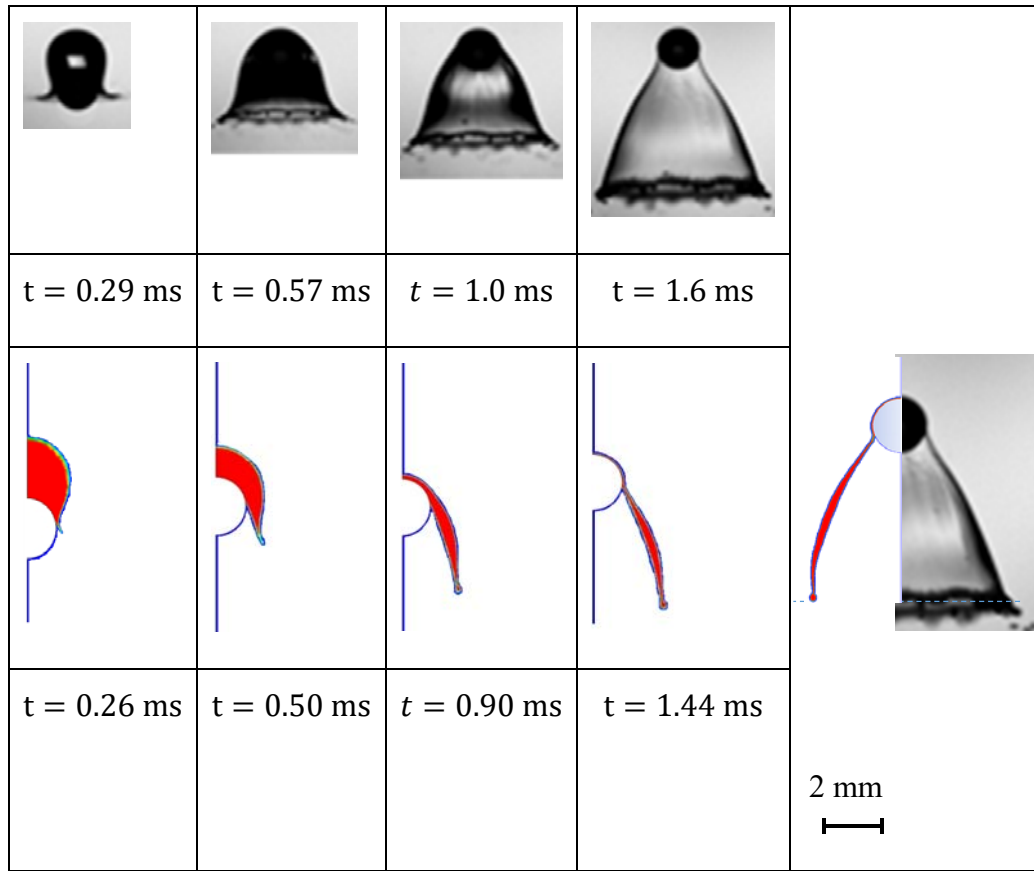 t = 0.29 ms
t = 0.57 ms
t = 1.0 ms
t = 1.6 ms
t = 0.26 ms
t = 0.50 ms
t = 0.90 ms
t = 1.44 ms
2 mm